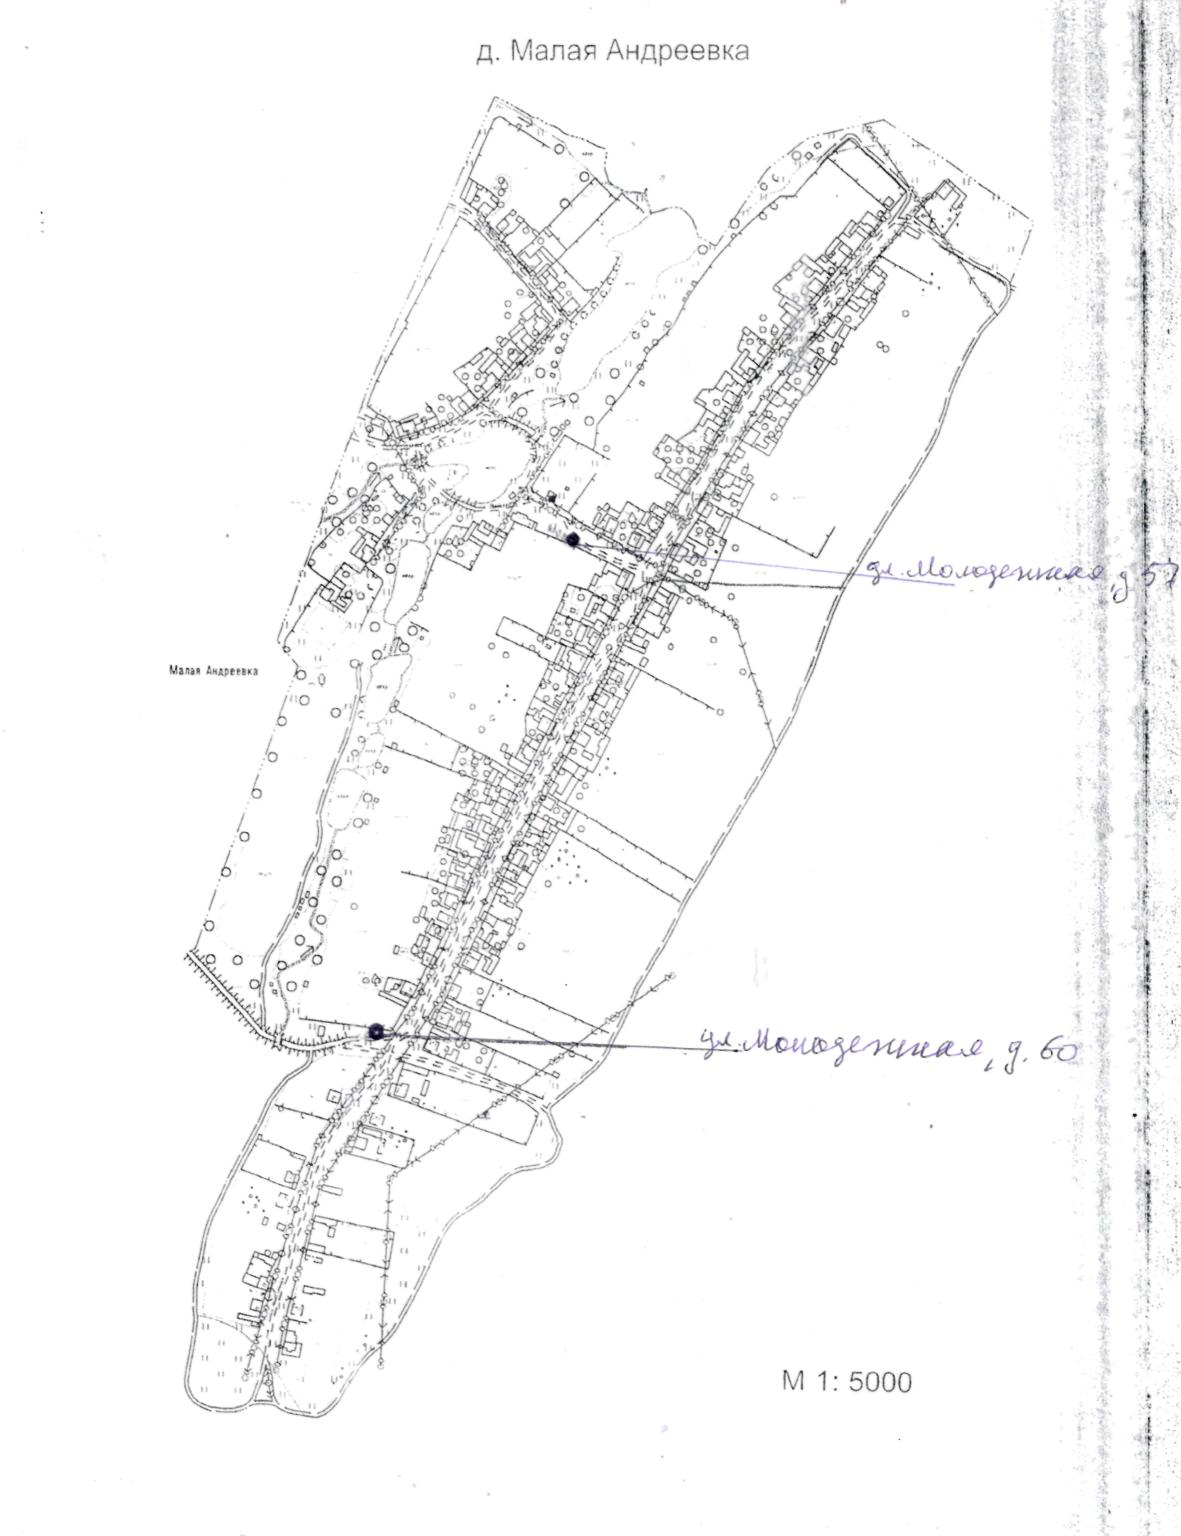 д. Малая Андреевка
ул. Молодежная, д 57
Малая Андреевка
ул. Молодежная, д. 60
М 1: 5000